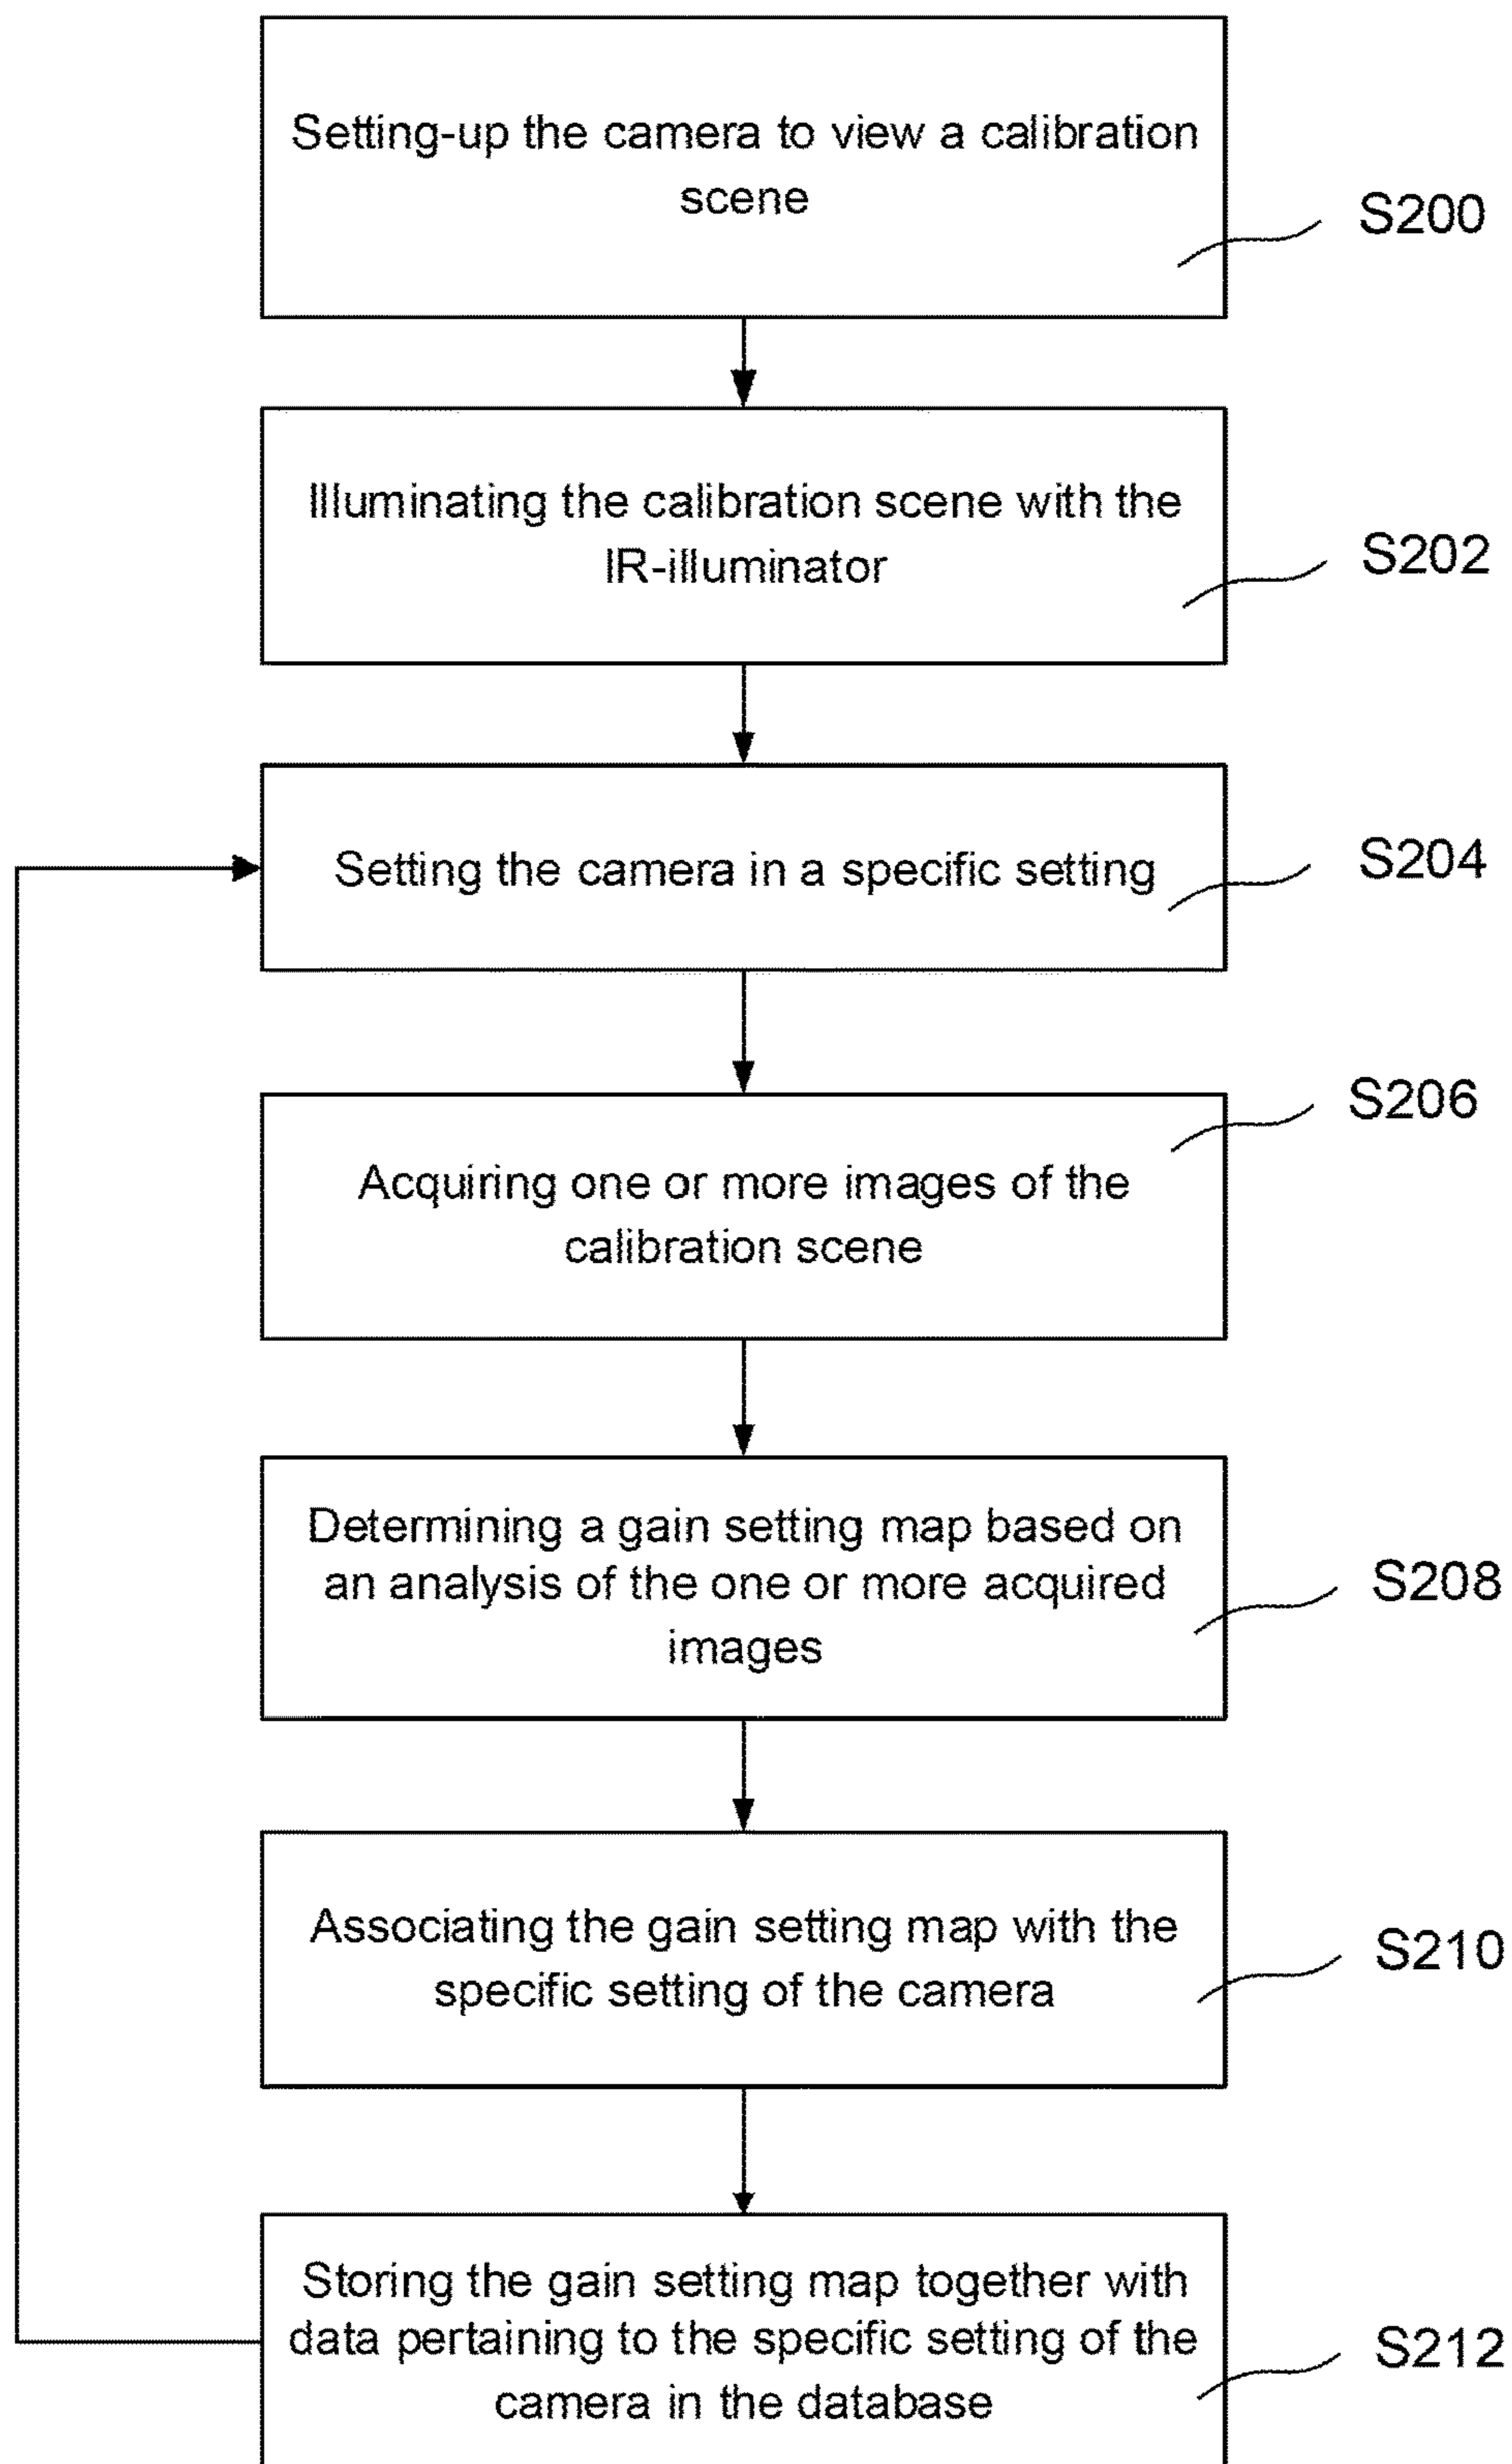 Setting-up the camera to view a calibration
scene
S200
Illuminating the calibration scene with the
IR-illuminator
S202
Setting the camera in a specific setting
S204
S206
Acquiring one or more images of the
calibration scene
Determining a gain setting map based on
an analysis of the one or more acquired
images
S208
Associating the gain setting map with the
specific setting of the camera
S210
Storing the gain setting map together with
data pertaining to the specific setting of the
camera in the database
S212